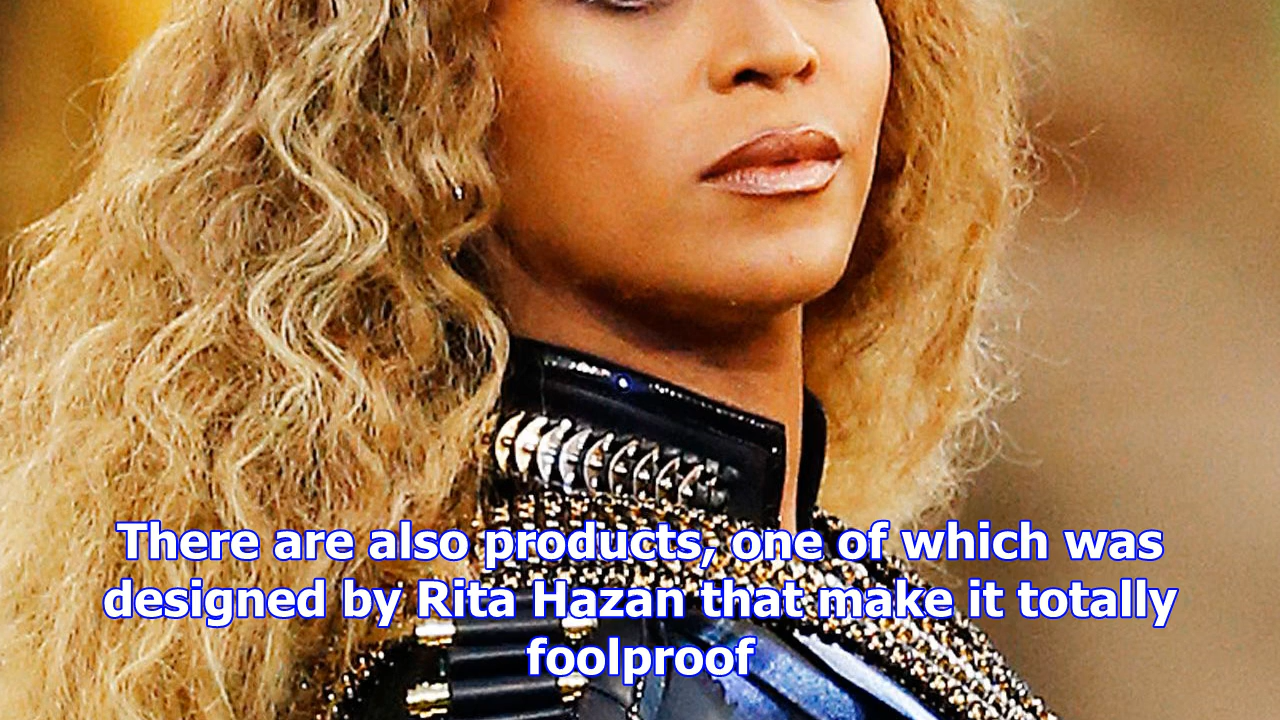 There are also products, one of which was
designed by Rita Hazan that make it totally
foolproof